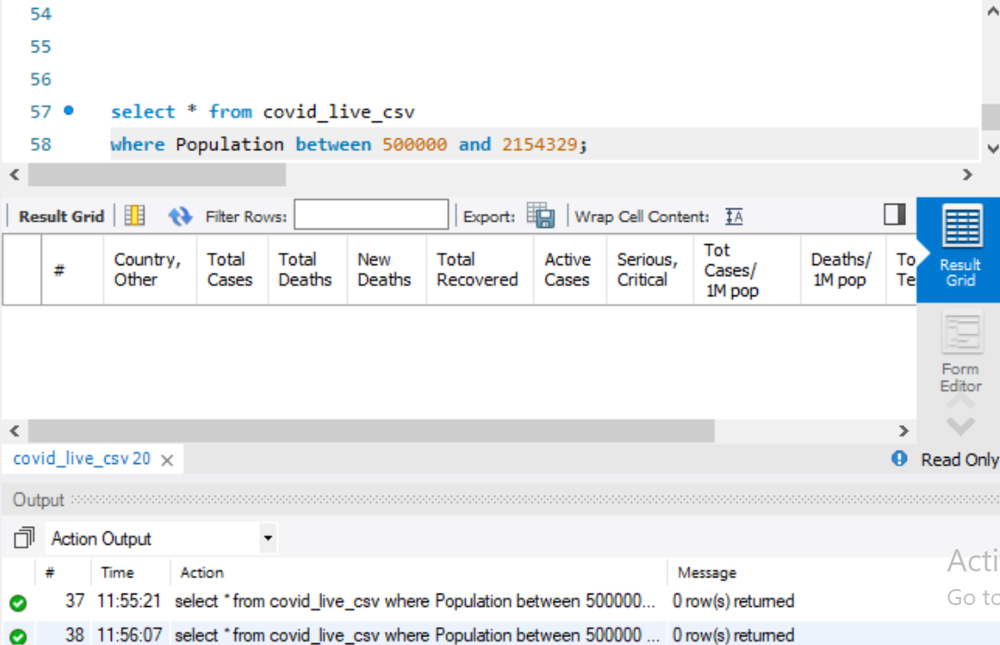 54
55
56
57 select * from covid_live_csv
58 where Population between 500000 and 2154329;
Result Grid Filter Rows: Export: Wrap Cell Content:
# Country, Other Total Cases Total Deaths New Deaths Total Recovered Active Cases Serious, Critical Tot Cases/ 1M pop Deaths/ 1M pop To Te
Result Grid
Form Editor
covid_live_csv 20
Read Only
Output
Action Output
# Time Action Message
37 11:55:21 select * from covid_live_csv where Population between 500000... 0 row(s) returned
38 11:56:07 select * from covid_live_csv where Population between 500000 ... 0 row(s) returned
Acti
Go to